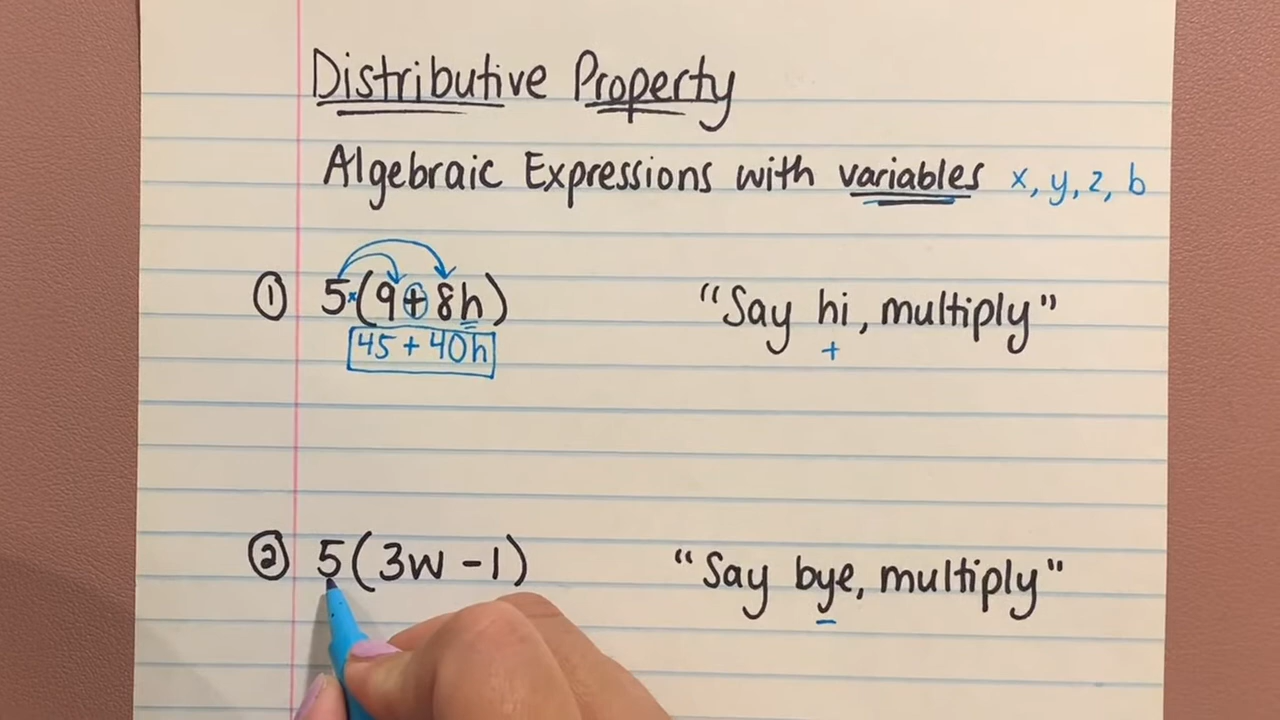 Distributive Property
Algebraic Expressions with variables x, y, z, b
① 5×(9+8h) "Say hi, multiply"
45 + 40h +
② 5(3w -1) "Say bye, multiply"
–